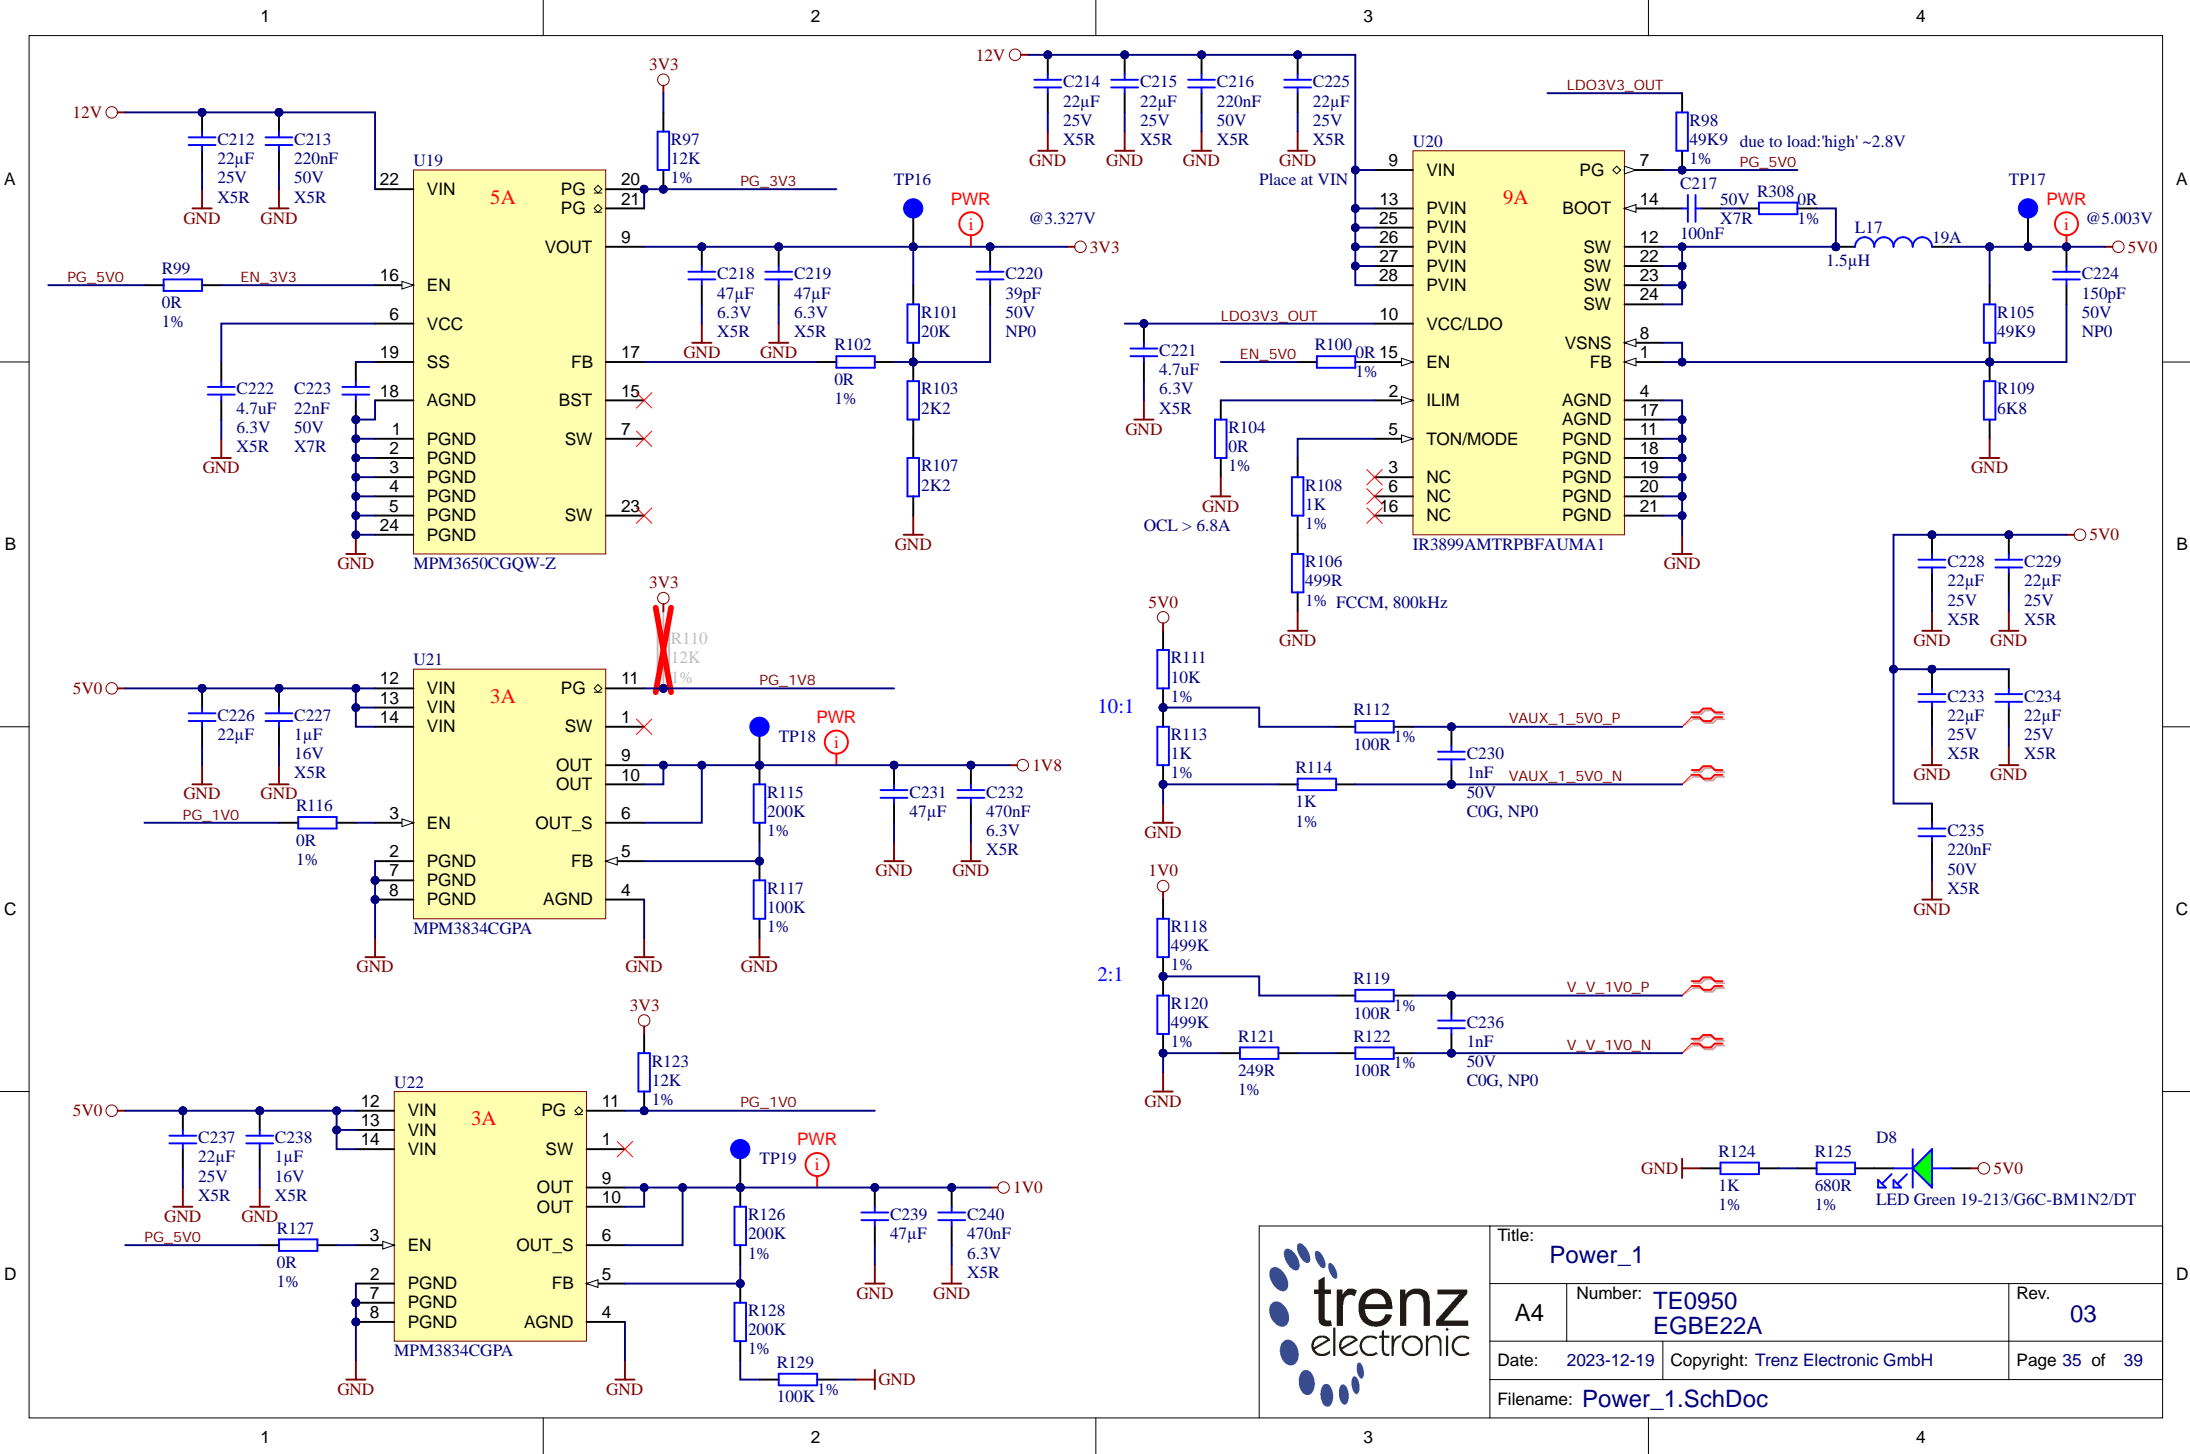 1 2 3 4
A
B
C
D
12V
C212
22µF
25V
X5R
GND
C213
220nF
50V
X5R
GND
U19
5A
22 VIN
16 EN
6 VCC
19 SS
18 AGND
1 PGND
2 PGND
3 PGND
4 PGND
5 PGND
24 PGND
PG 20
PG 21
VOUT 9
FB 17
BST 15
SW 7
SW 23
MPM3650CGQW-Z
3V3
R97
12K
1%
PG_3V3
PG_5V0
R99
0R
1%
EN_3V3
C222
4.7uF
6.3V
X5R
GND
C223
22nF
50V
X7R
GND
C218
47µF
6.3V
X5R
GND
C219
47µF
6.3V
X5R
GND
TP16
PWR
i
@3.327V
3V3
C220
39pF
50V
NP0
R101
20K
R102
0R
1%
R103
2K2
R107
2K2
GND
12V
C214
22µF
25V
X5R
GND
C215
22µF
25V
X5R
GND
C216
220nF
50V
X5R
GND
C225
22µF
25V
X5R
GND
Place at VIN
U20
9A
9 VIN
13 PVIN
25 PVIN
26 PVIN
27 PVIN
28 PVIN
10 VCC/LDO
15 EN
2 ILIM
5 TON/MODE
3 NC
6 NC
16 NC
PG 7
BOOT 14
SW 12
SW 22
SW 23
SW 24
VSNS 8
FB 1
AGND 4
AGND 17
PGND 11
PGND 18
PGND 19
PGND 20
PGND 21
IR3899AMTRPBFAUMA1
GND
LDO3V3_OUT
R98
49K9
1%
due to load:'high' ~2.8V
PG_5V0
C217
50V
X7R
100nF
R308
0R
1%
L17
19A
1.5µH
TP17
PWR
i
@5.003V
5V0
C224
150pF
50V
NP0
R105
49K9
R109
6K8
GND
LDO3V3_OUT
C221
4.7uF
6.3V
X5R
GND
EN_5V0
R100
0R
1%
R104
0R
1%
GND
OCL > 6.8A
R108
1K
1%
R106
499R
1%
FCCM, 800kHz
GND
5V0
C228
22µF
25V
X5R
GND
C229
22µF
25V
X5R
GND
C233
22µF
25V
X5R
GND
C234
22µF
25V
X5R
GND
C235
220nF
50V
X5R
GND
3V3
R110
12K
1%
U21
3A
12 VIN
13 VIN
14 VIN
3 EN
2 PGND
7 PGND
8 PGND
PG 11
SW 1
OUT 9
OUT 10
OUT_S 6
FB 5
AGND 4
MPM3834CGPA
GND
GND
5V0
C226
22µF
GND
C227
1µF
16V
X5R
GND
PG_1V0
R116
0R
1%
PG_1V8
TP18
PWR
i
1V8
R115
200K
1%
R117
100K
1%
GND
C231
47µF
GND
C232
470nF
6.3V
X5R
GND
5V0
10:1
R111
10K
1%
R113
1K
1%
GND
R112
100R
1%
R114
1K
1%
C230
1nF
50V
C0G, NP0
VAUX_1_5V0_P
VAUX_1_5V0_N
1V0
2:1
R118
499K
1%
R120
499K
1%
GND
R119
100R
1%
R121
249R
1%
R122
100R
1%
C236
1nF
50V
C0G, NP0
V_V_1V0_P
V_V_1V0_N
3V3
R123
12K
1%
U22
3A
12 VIN
13 VIN
14 VIN
3 EN
2 PGND
7 PGND
8 PGND
PG 11
SW 1
OUT 9
OUT 10
OUT_S 6
FB 5
AGND 4
MPM3834CGPA
GND
GND
5V0
C237
22µF
25V
X5R
GND
C238
1µF
16V
X5R
GND
PG_5V0
R127
0R
1%
PG_1V0
TP19
PWR
i
1V0
R126
200K
1%
R128
200K
1%
R129
100K
1%
GND
C239
47µF
GND
C240
470nF
6.3V
X5R
GND
GND
R124
1K
1%
R125
680R
1%
D8
5V0
LED Green 19-213/G6C-BM1N2/DT
trenz
electronic
Title:
Power_1
A4
Number: TE0950
EGBE22A
Rev.
03
Date: 2023-12-19 Copyright: Trenz Electronic GmbH Page 35 of 39
Filename: Power_1.SchDoc
A
B
C
D
1 2 3 4